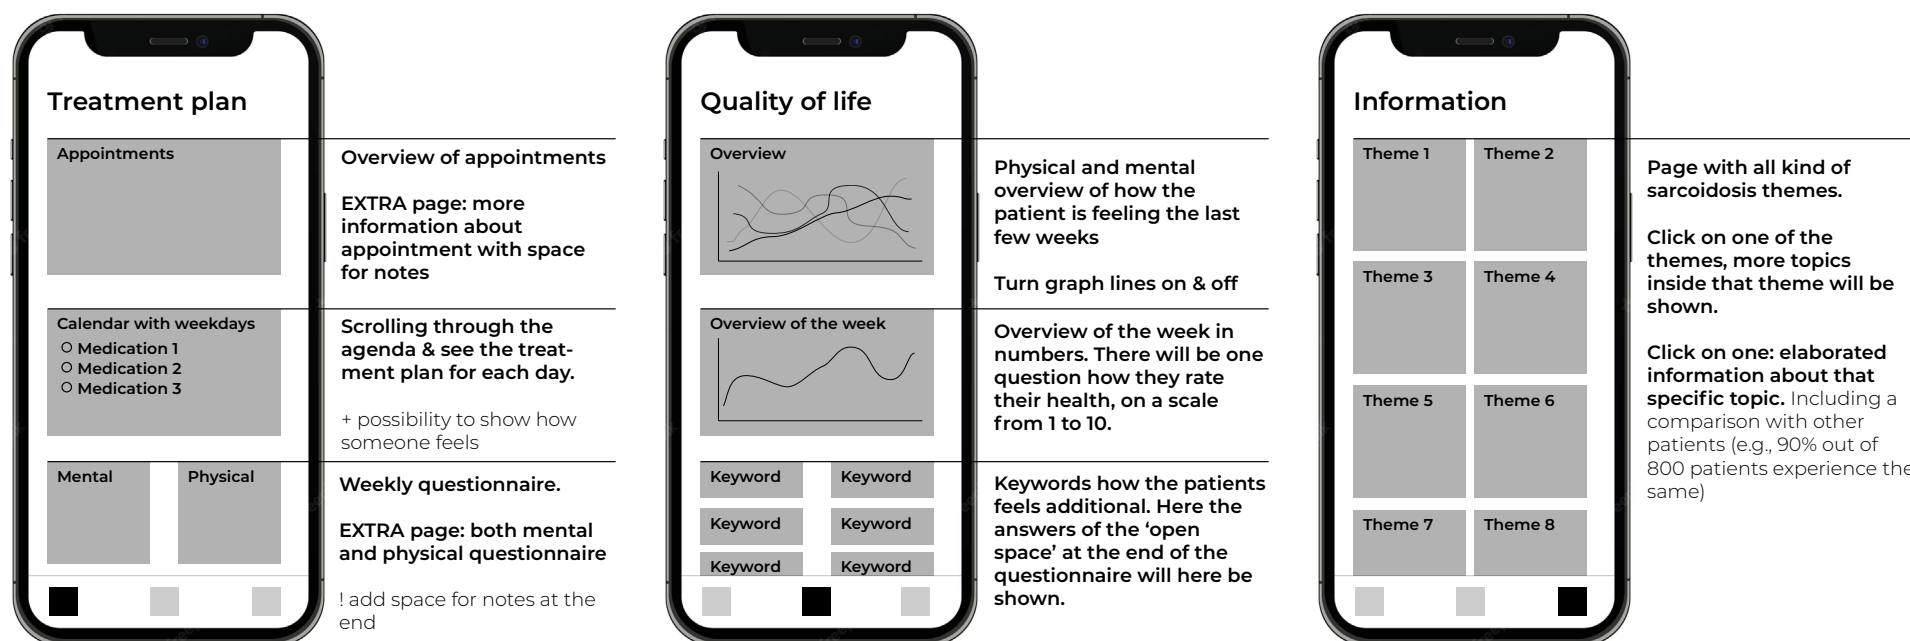 Treatment plan
Appointments
Overview of appointments
EXTRA page: more
information about
appointment with space
for notes
Calendar with weekdays
Medication 1
Medication 2
Medication 3
Scrolling through the
agenda & see the treat-
ment plan for each day.
+ possibility to show how
someone feels
Mental
Physical
Weekly questionnaire.
EXTRA page: both mental
and physical questionnaire
! add space for notes at the
end
Quality of life
Overview
Physical and mental
overview of how the
patient is feeling the last
few weeks
Turn graph lines on & off
Overview of the week
Overview of the week in
numbers. There will be one
question how they rate
their health, on a scale
from 1 to 10.
Keyword
Keyword
Keyword
Keyword
Keyword
Keyword
Keywords how the patients
feels additional. Here the
answers of the ‘open
space’ at the end of the
questionnaire will here be
shown.
Information
Theme 1
Theme 2
Theme 3
Theme 4
Theme 5
Theme 6
Theme 7
Theme 8
Page with all kind of
sarcoidosis themes.
Click on one of the
themes, more topics
inside that theme will be
shown.
Click on one: elaborated
information about that
specific topic. Including a
comparison with other
patients (e.g., 90% out of
800 patients experience the
same)